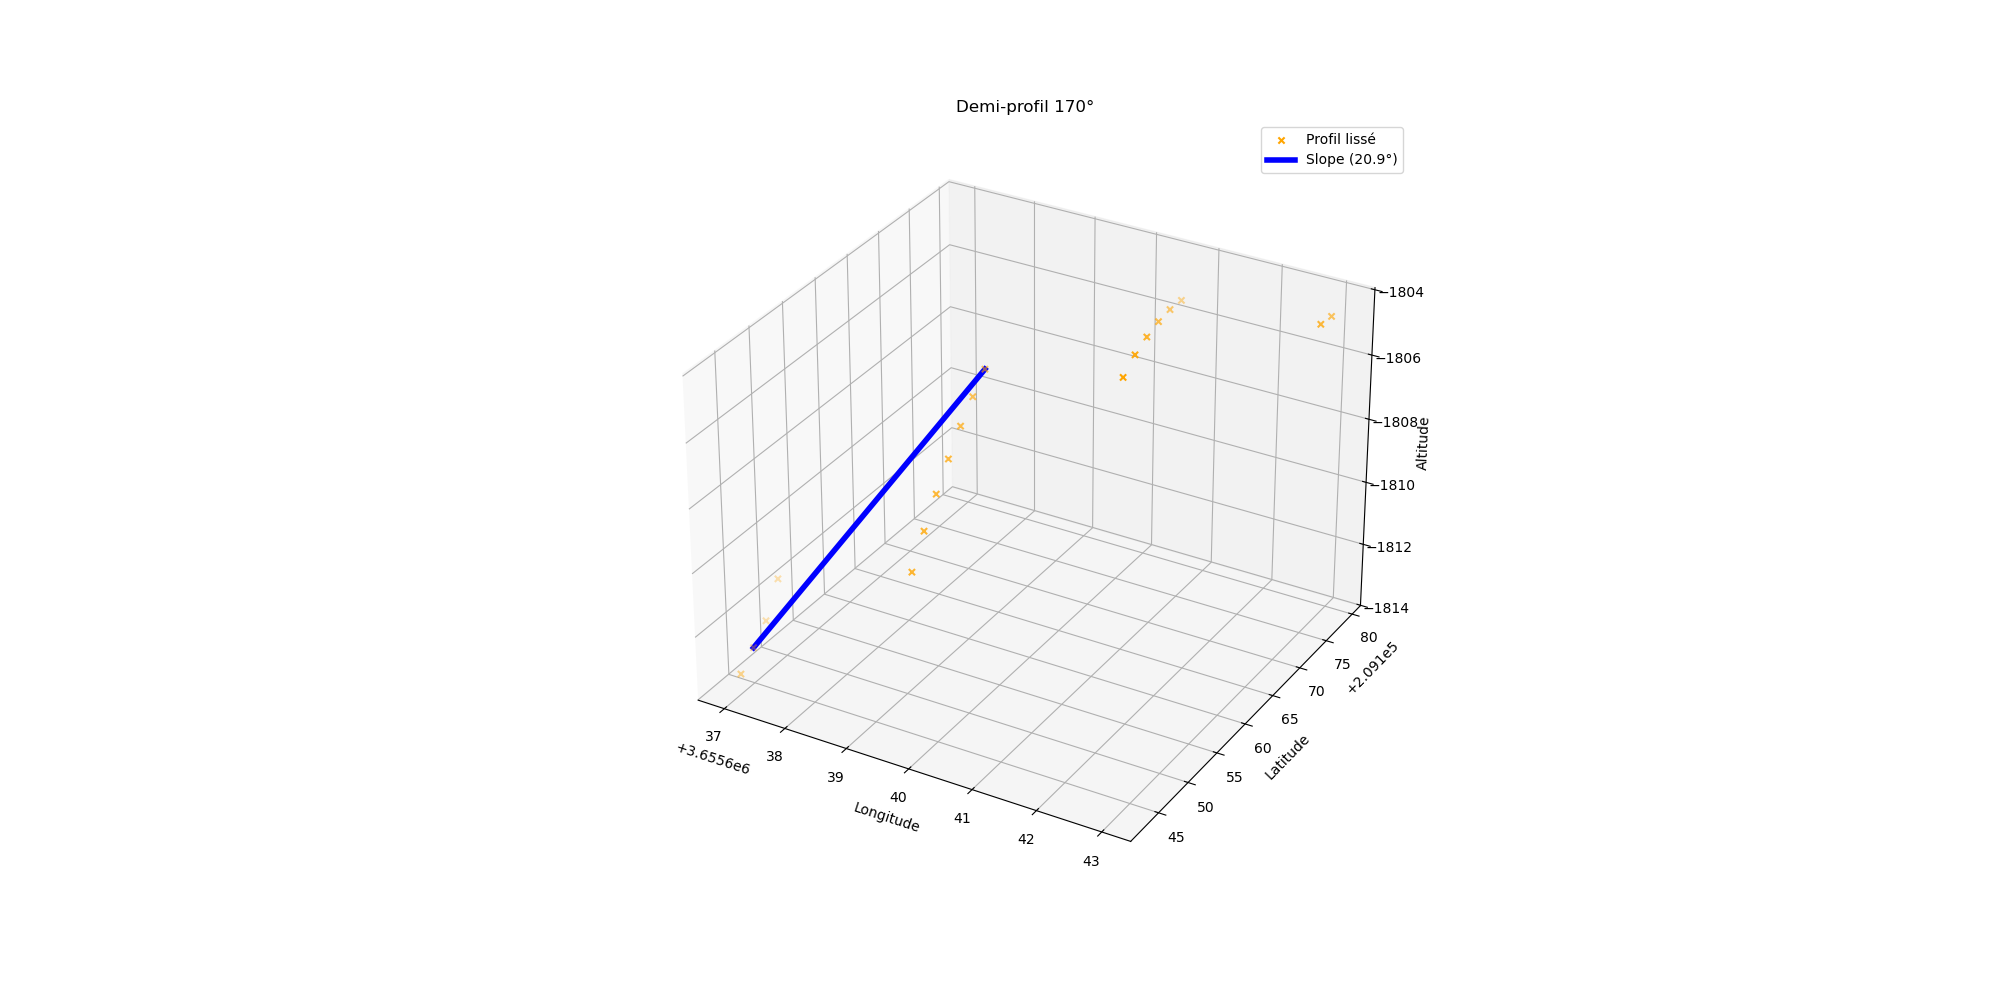 Demi-profil 170°
Profil lissé
Slope (20.9°)
−1804
−1806
−1808
−1810
−1812
−1814
Altitude
80
75
70
65
60
55
50
45
+2.091e5
Latitude
37
38
39
40
41
42
43
+3.6556e6
Longitude